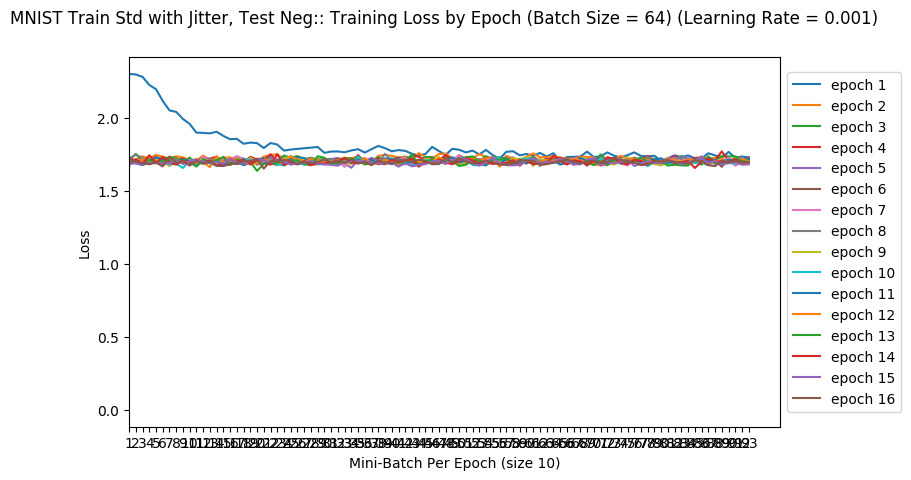 MNIST Train Std with Jitter, Test Neg:: Training Loss by Epoch (Batch Size = 64) (Learning Rate = 0.001)
2.0
1.5
1.0
0.5
0.0
Loss
Mini-Batch Per Epoch (size 10)
epoch 1
epoch 2
epoch 3
epoch 4
epoch 5
epoch 6
epoch 7
epoch 8
epoch 9
epoch 10
epoch 11
epoch 12
epoch 13
epoch 14
epoch 15
epoch 16